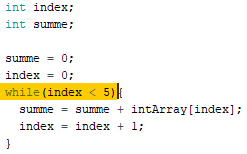 int index;
int summe;
summe = 0;
index = 0;
while(index < 5){
summe = summe + intArray[index];
index = index + 1;
}